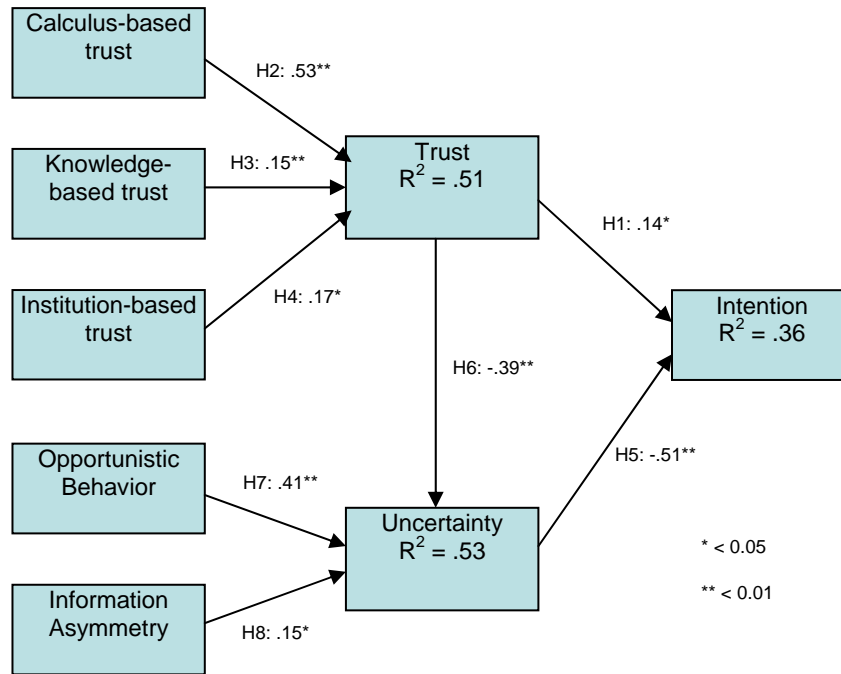 Calculus-based
trust
H2: .53**
Knowledge-
based trust
H3: .15**
Trust
R² = .51
H1: .14*
Institution-based
trust
H4: .17*
Intention
R² = .36
H6: -.39**
Opportunistic
Behavior
H7: .41**
H5: -.51**
Uncertainty
R² = .53
* < 0.05
Information
Asymmetry
H8: .15*
** < 0.01